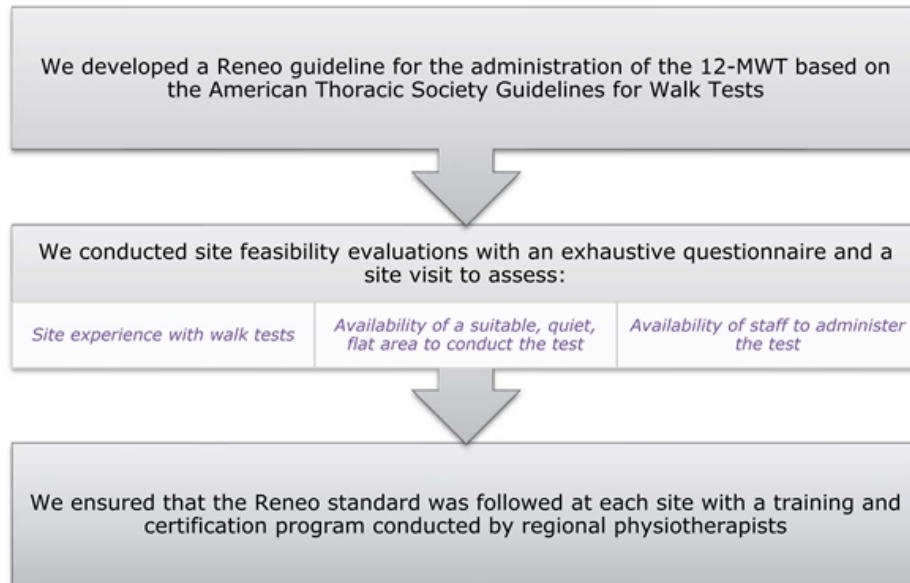 We developed a Reneo guideline for the administration of the 12-MWT based on
the American Thoracic Society Guidelines for Walk Tests
We conducted site feasibility evaluations with an exhaustive questionnaire and a
site visit to assess:
Site experience with walk tests
Availability of a suitable, quiet,
flat area to conduct the test
Availability of staff to administer
the test
We ensured that the Reneo standard was followed at each site with a training and
certification program conducted by regional physiotherapists